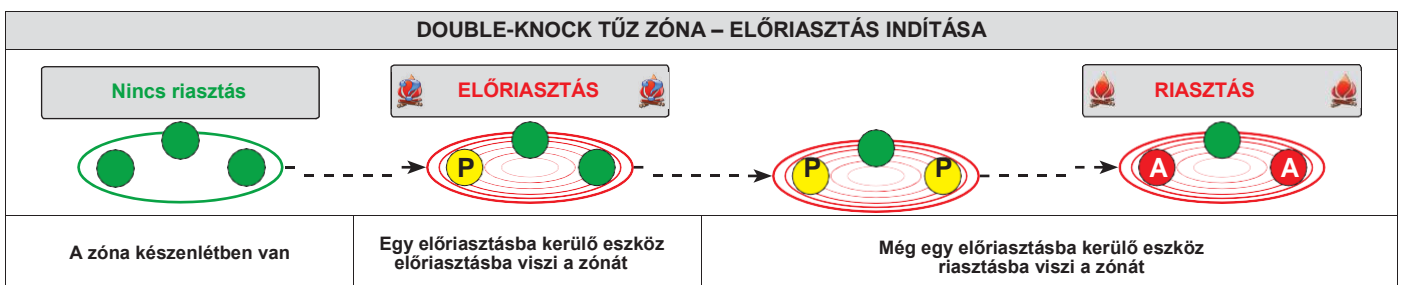 DOUBLE-KNOCK TŰZ ZÓNA – ELŐRIASZTÁS INDÍTÁSA
Nincs riasztás
ELŐRIASZTÁS
RIASZTÁS
P
P
P
A
A
A zóna készenlétben van
Egy előriasztásba kerülő eszköz
előriasztásba viszi a zónát
Még egy előriasztásba kerülő eszköz
riasztásba viszi a zónát